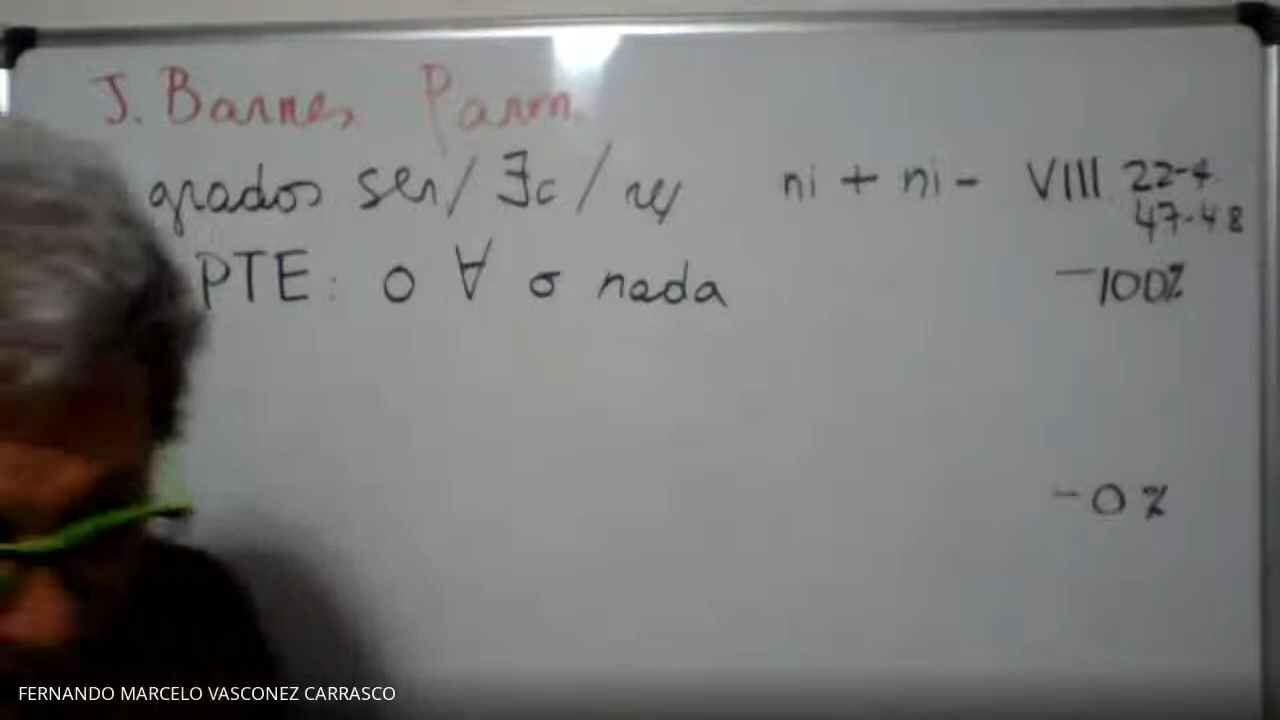 J. Barnes Parm.
grados ser/ ∃c / ni + ni - VIII 22-4
47-48
PTE: o ∀ o nada -100%
-0%
FERNANDO MARCELO VASCONEZ CARRASCO